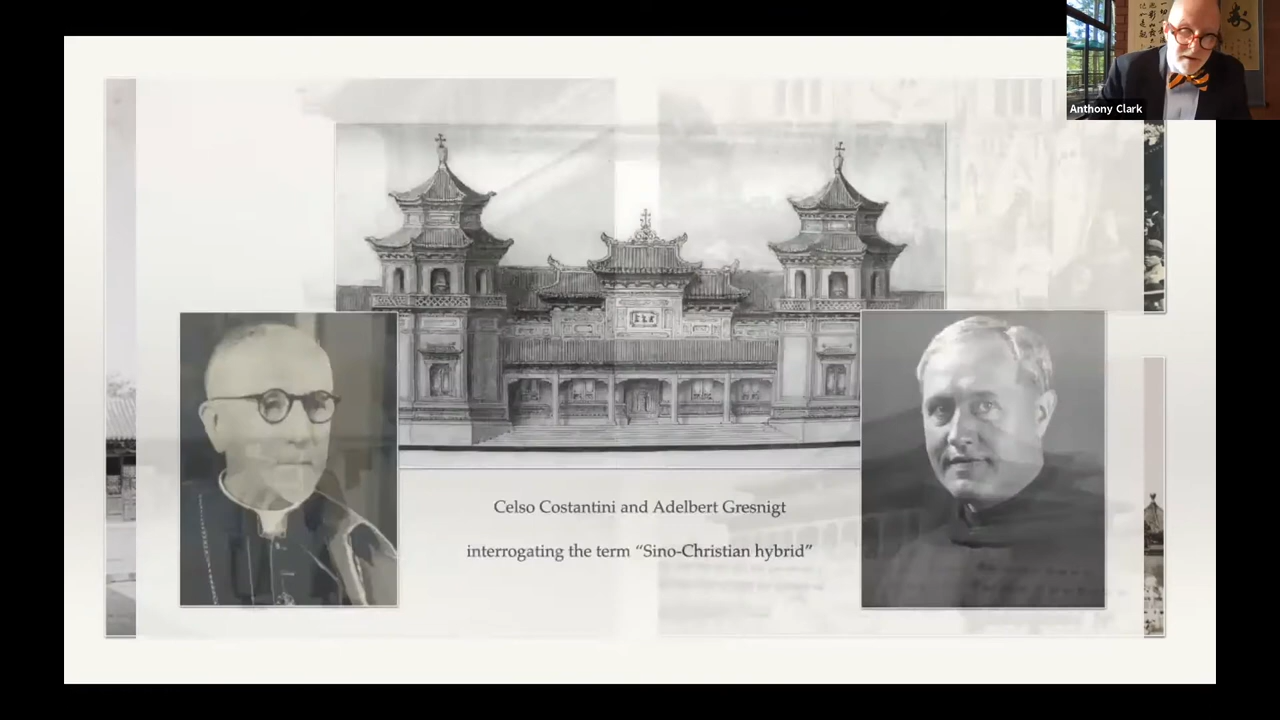 Anthony Clark
Celso Costantini and Adelbert Gresnigt
interrogating the term “Sino-Christian hybrid”